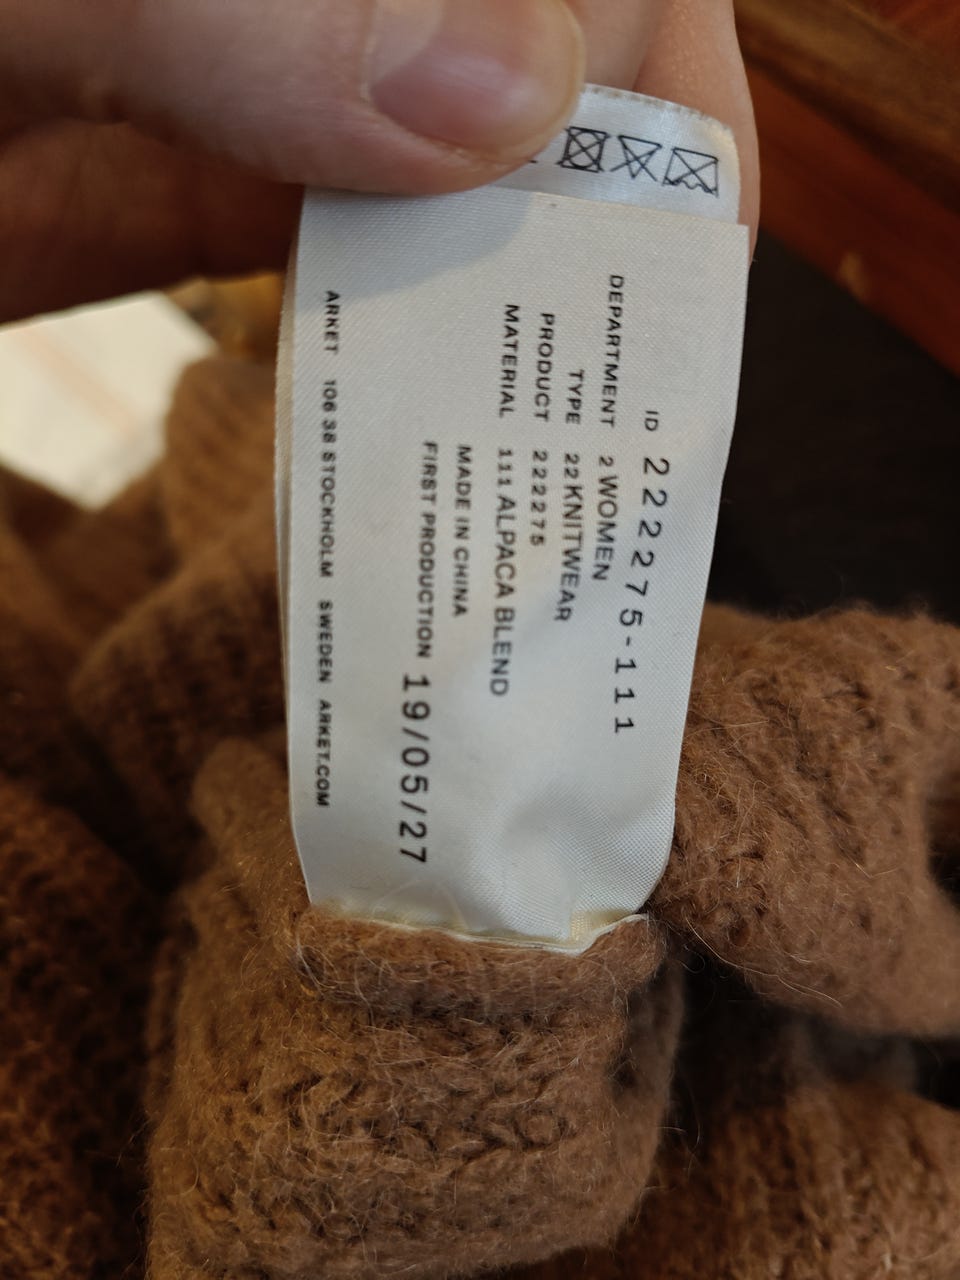 ID 222275-111
DEPARTMENT 2 WOMEN
TYPE 22 KNITWEAR
PRODUCT 222275
MATERIAL 111 ALPACA BLEND
MADE IN CHINA
FIRST PRODUCTION 19/05/27
ARKET 106 38 STOCKHOLM SWEDEN ARKET.COM